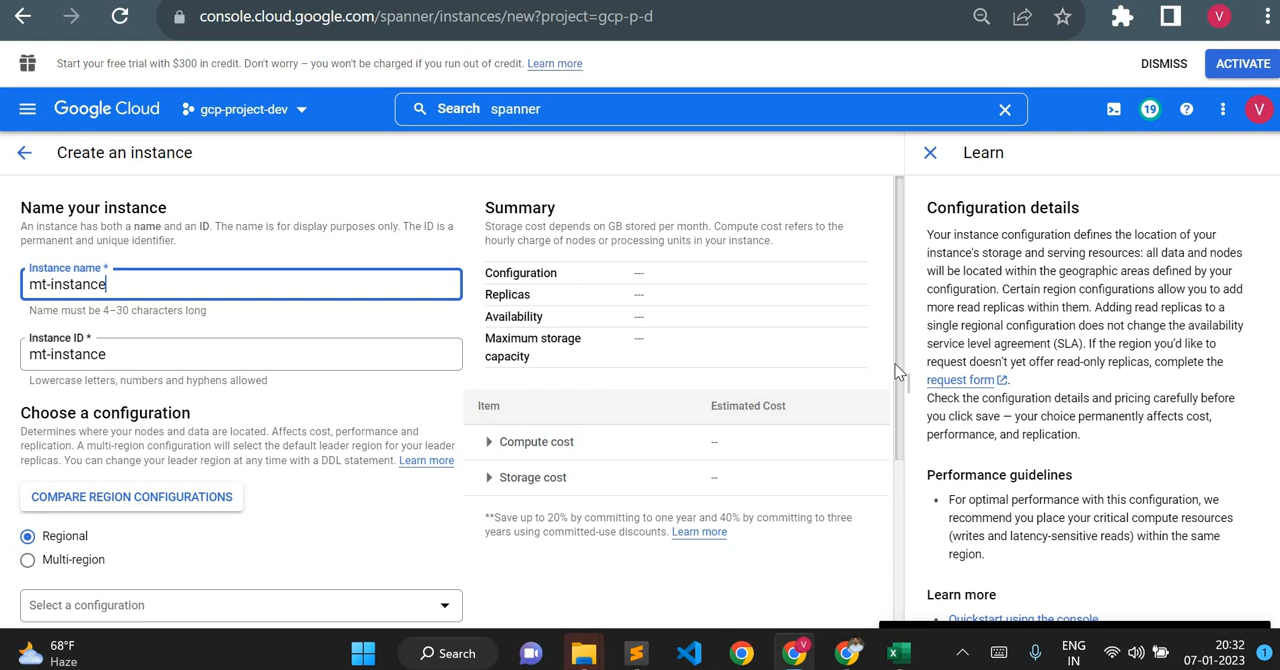 console.cloud.google.com/spanner/instances/new?project=gcp-p-d
V
Start your free trial with $300 in credit. Don't worry – you won't be charged if you run out of credit. Learn more
DISMISS
ACTIVATE
Google Cloud
gcp-project-dev
Search spanner
19
V
Create an instance
Learn
Name your instance
An instance has both a name and an ID. The name is for display purposes only. The ID is a
permanent and unique identifier.
Instance name *
mt-instance
Name must be 4–30 characters long
Instance ID *
mt-instance
Lowercase letters, numbers and hyphens allowed
Choose a configuration
Determines where your nodes and data are located. Affects cost, performance and
replication. A multi-region configuration will select the default leader region for your leader
replicas. You can change your leader region at any time with a DDL statement. Learn more
COMPARE REGION CONFIGURATIONS
Regional
Multi-region
Select a configuration
Summary
Storage cost depends on GB stored per month. Compute cost refers to the
hourly charge of nodes or processing units in your instance.
Configuration ---
Replicas ---
Availability ---
Maximum storage ---
capacity
Item Estimated Cost
Compute cost --
Storage cost --
**Save up to 20% by committing to one year and 40% by committing to three
years using committed-use discounts. Learn more
Configuration details
Your instance configuration defines the location of your
instance's storage and serving resources: all data and nodes
will be located within the geographic areas defined by your
configuration. Certain region configurations allow you to add
more read replicas within them. Adding read replicas to a
single regional configuration does not change the availability
service level agreement (SLA). If the region you'd like to
request doesn't yet offer read-only replicas, complete the
request form.
Check the configuration details and pricing carefully before
you click save — your choice permanently affects cost,
performance, and replication.
Performance guidelines
• For optimal performance with this configuration, we
recommend you place your critical compute resources
(writes and latency-sensitive reads) within the same
region.
Learn more
Quickstart using the console
68°F
Haze
Search
V
ENG
IN
20:32
07-01-2023
1